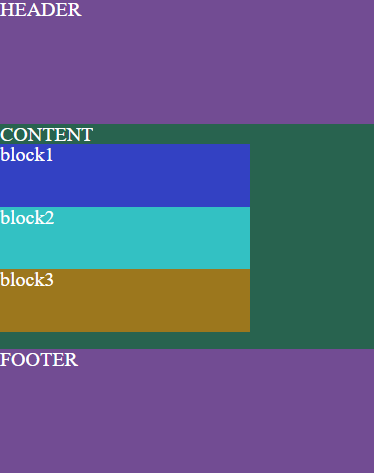 HEADER
CONTENT
block1
block2
block3
FOOTER